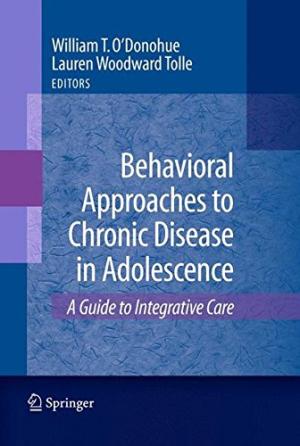 William T. O'Donohue
Lauren Woodward Tolle
EDITORS
Behavioral
Approaches to
Chronic Disease
in Adolescence
A Guide to Integrative Care
Springer